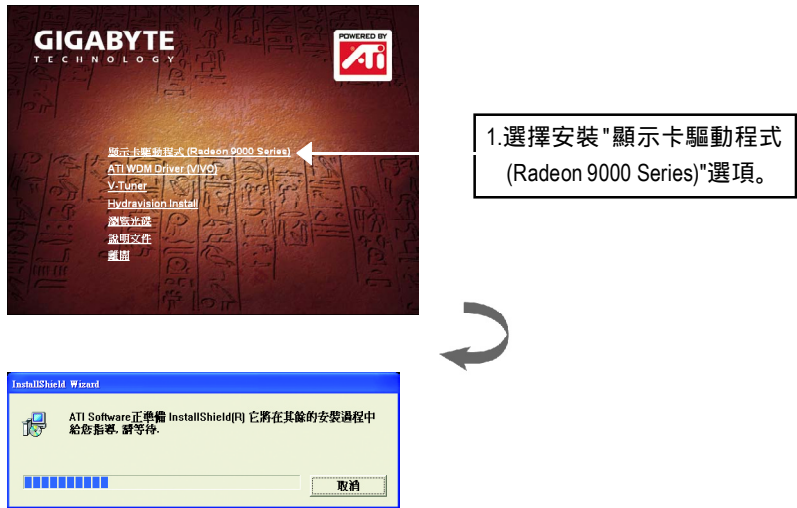 GIGABYTE
TECHNOLOGY
POWERED BY
ATi
顯示卡驅動程式 (Radeon 9000 Series)
ATI WDM Driver (VIVO)
V-Tuner
Hydravision Install
瀏覽光碟
說明文件
離開
1.選擇安裝"顯示卡驅動程式
(Radeon 9000 Series)"選項。
InstallShield Wizard
ATI Software正準備 InstallShield(R) 它將在其餘的安裝過程中
給您指導, 請等待.
取消